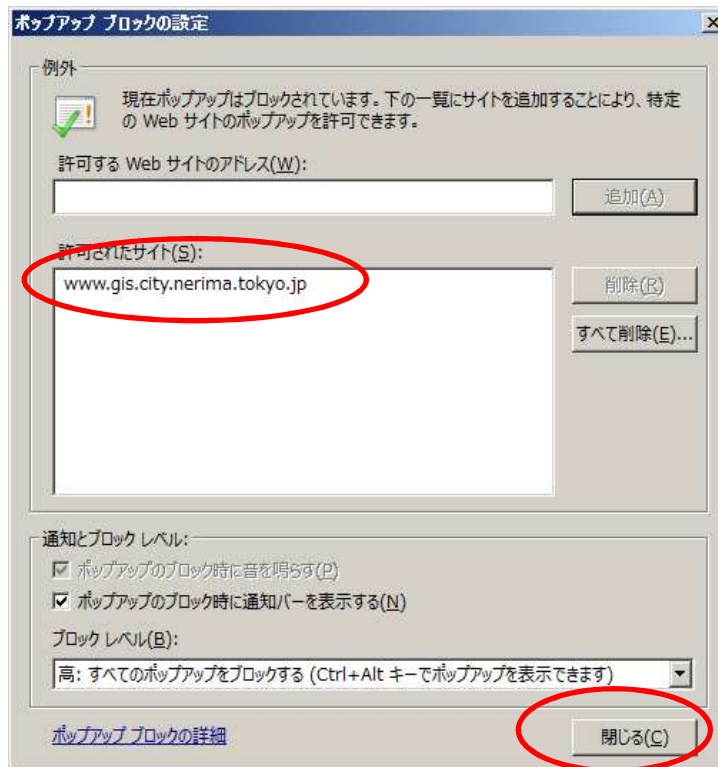 ポップアップ ブロックの設定
例外
現在ポップアップはブロックされています。下の一覧にサイトを追加することにより、特定
の Web サイトのポップアップを許可できます。
許可する Web サイトのアドレス(W):
追加(A)
許可されたサイト(S):
www.gis.city.nerima.tokyo.jp
削除(R)
すべて削除(E)...
通知とブロック レベル:
ポップアップのブロック時に音を鳴らす(P)
ポップアップのブロック時に通知バーを表示する(N)
ブロック レベル(B):
高: すべてのポップアップをブロックする (Ctrl+Alt キーでポップアップを表示できます)
ポップアップ ブロックの詳細
閉じる(C)